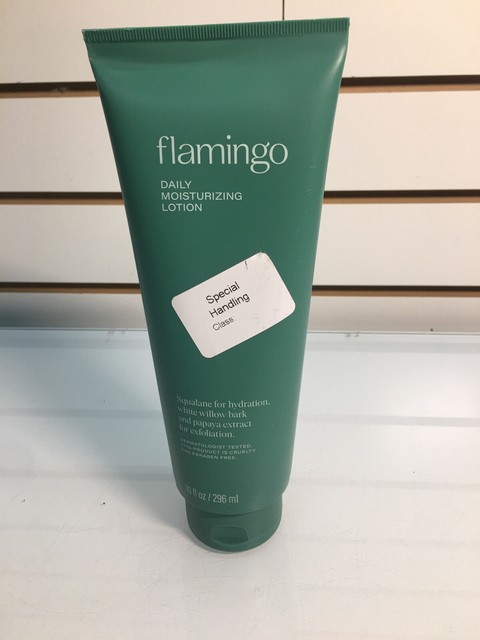 flamingo
DAILY
MOISTURIZING
LOTION
Special
Handling
Class
Squalane for hydration,
white willow bark
and papaya extract
for exfoliation.
DERMATOLOGIST TESTED.
THIS PRODUCT IS CRUELTY
AND PARABEN FREE.
10 fl oz / 296 ml